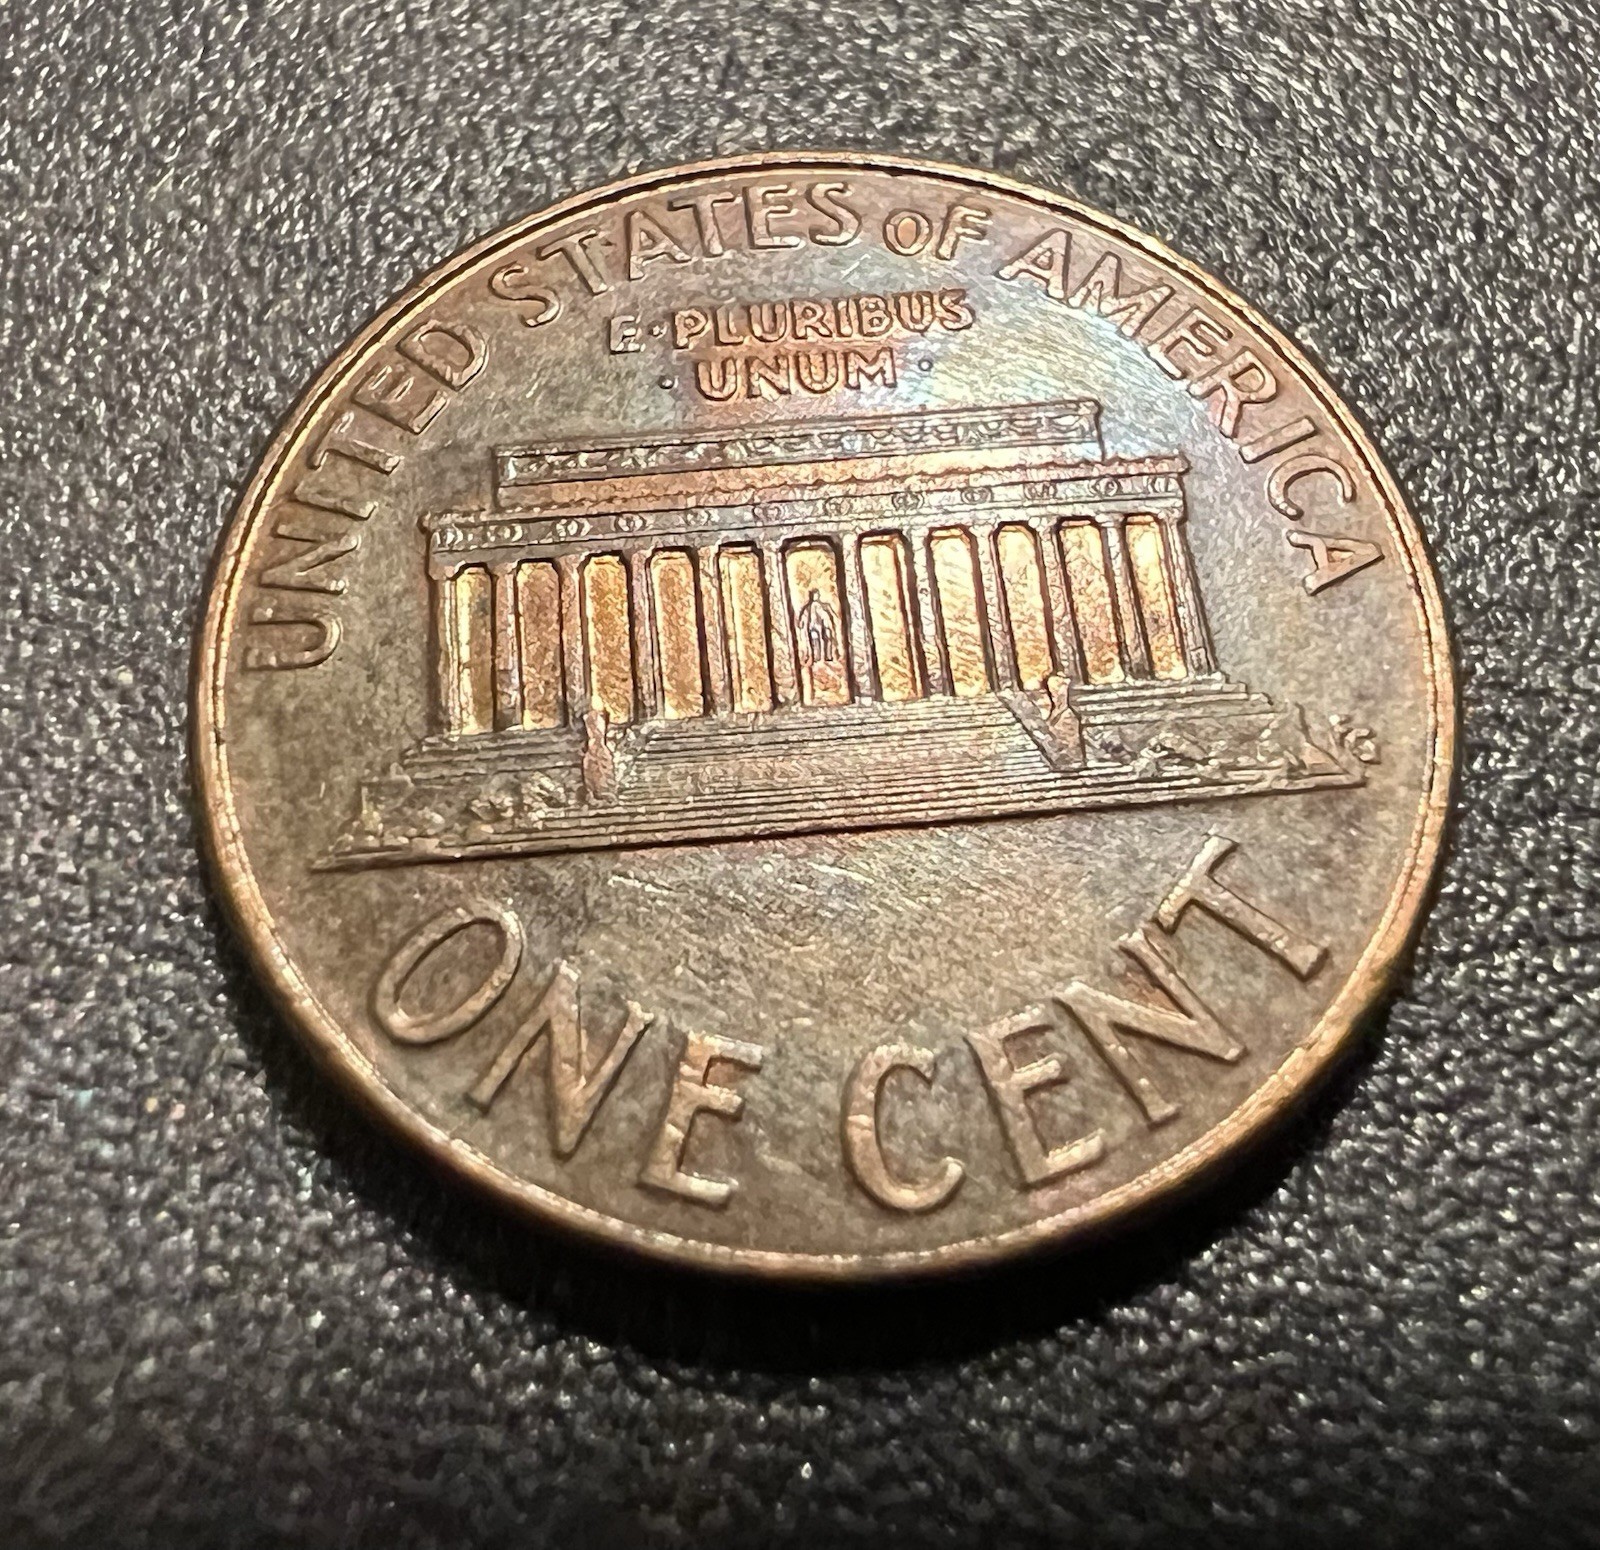 UNITED STATES OF AMERICA
E·PLURIBUS
·UNUM·
ONE CENT